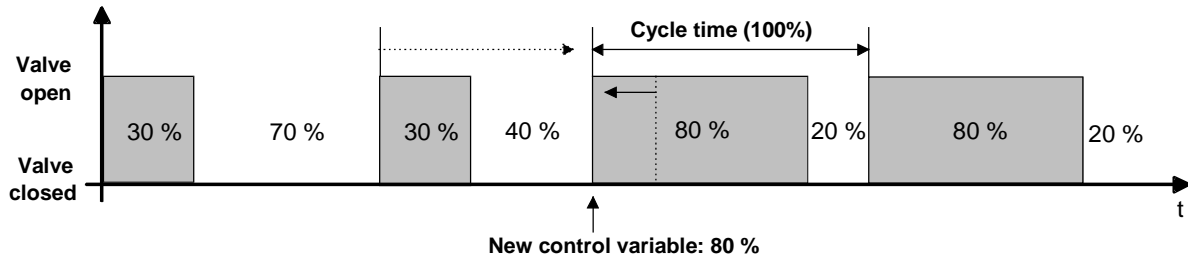 Cycle time (100%)
Valve
open
30 %
70 %
30 %
40 %
80 %
20 %
80 %
20 %
Valve
closed
t
New control variable: 80 %